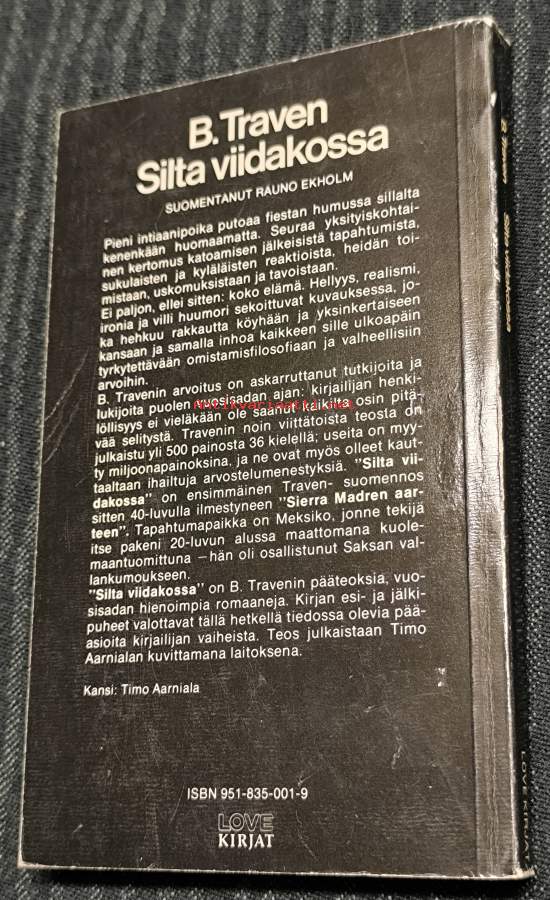 B. Traven
Silta viidakossa
SUOMENTANUT RAUNO EKHOLM
Pieni intiaanipoika putoaa fiestan humussa sillalta
kenenkään huomaamatta. Seuraa yksityiskohtai-
nen kertomus katoamisen jälkeisistä tapahtumista,
sukulaisten ja kyläläisten reaktioista, heidän toi-
mistaan, uskomuksistaan ja tavoistaan.
Ei paljon, ellei sitten: koko elämä. Hellyys, realismi,
ironia ja villi huumori sekoittuvat kuvauksessa, jo-
ka hehkuu rakkautta köyhään ja yksinkertaiseen
kansaan ja samalla inhoa kaikkeen sille ulkoapäin
tyrkytettävään omistamisfilosofiaan ja valheellisiin
arvoihin.
B. Travenin arvoitus on askarruttanut tutkijoita ja
lukijoita puolen vuosisadan ajan: kirjailijan henki-
löllisyys ei vieläkään ole saanut kaikilta osin pitä-
vää selitystä. Travenin noin viittätoista teosta on
julkaistu yli 500 painosta 36 kielellä; useita on myy-
ty miljoonapainoksina, ja ne ovat myös olleet kaut-
taaltaan ihailtuja arvostelumenestyksiä. "Silta vii-
dakossa" on ensimmäinen Traven- suomennos
sitten 40-luvulla ilmestyneen "Sierra Madren aar-
teen". Tapahtumapaikka on Meksiko, jonne tekijä
itse pakeni 20-luvun alussa maattomana kuole-
maantuomittuna –hän oli osallistunut Saksan val-
lankumoukseen.
"Silta viidakossa" on B. Travenin pääteoksia, vuo-
sisadan hienoimpia romaaneja. Kirjan esi- ja jälki-
puheet valottavat tällä hetkellä tiedossa olevia pää-
asioita kirjailijan vaiheista. Teos julkaistaan Timo
Aarnialan kuvittamana laitoksena.
Kansi: Timo Aarniala
ISBN 951-835-001-9
LOVE
KIRJAT
B. Traven Silta viidakossa
LOVE KIRJAT